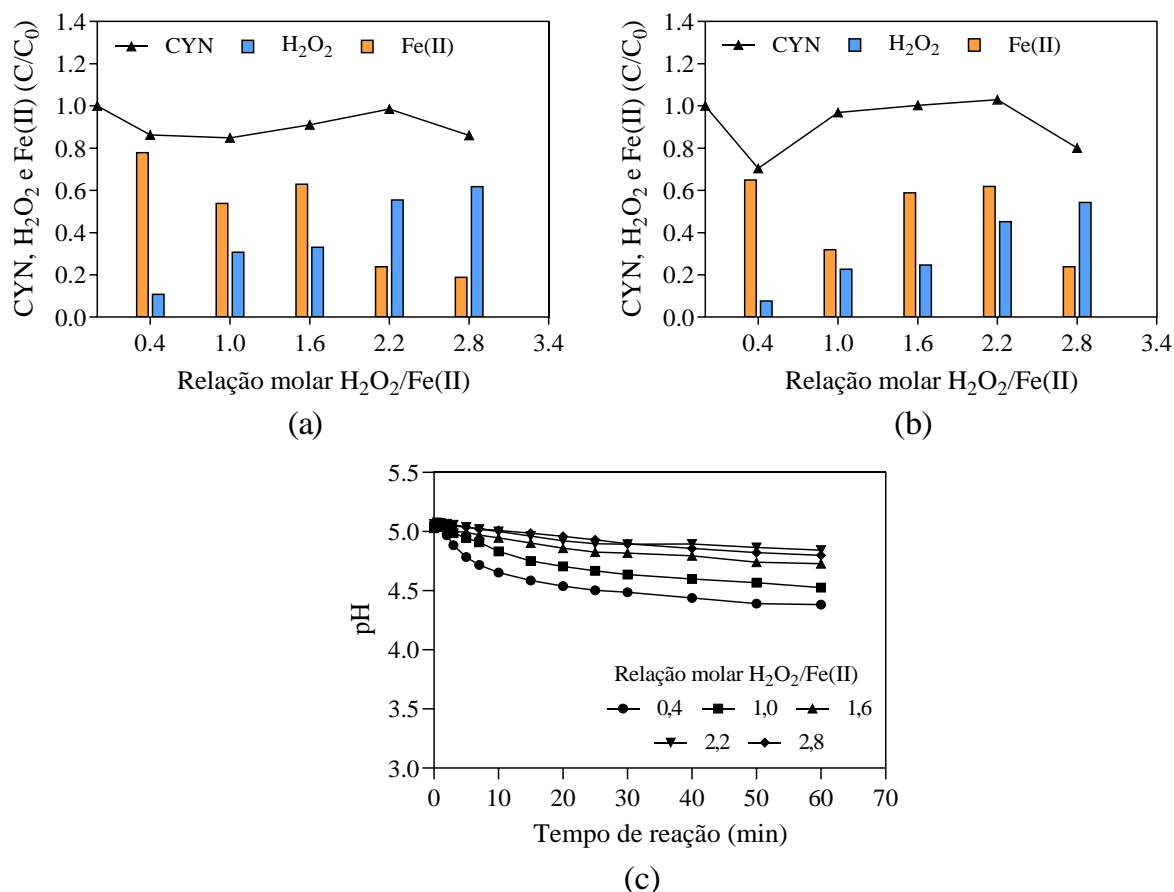 CYN, H₂O₂ e Fe(II) (C/C₀)
1.4
1.2
1.0
0.8
0.6
0.4
0.2
0.0
CYN H₂O₂ Fe(II)
0.4 1.0 1.6 2.2 2.8 3.4
Relação molar H₂O₂/Fe(II)
(a)
CYN, H₂O₂ e Fe(II) (C/C₀)
1.4
1.2
1.0
0.8
0.6
0.4
0.2
0.0
CYN H₂O₂ Fe(II)
0.4 1.0 1.6 2.2 2.8 3.4
Relação molar H₂O₂/Fe(II)
(b)
pH
5.5
5.0
4.5
4.0
3.5
3.0
Relação molar H₂O₂/Fe(II)
0,4 1,0 1,6
2,2 2,8
0 10 20 30 40 50 60 70
Tempo de reação (min)
(c)